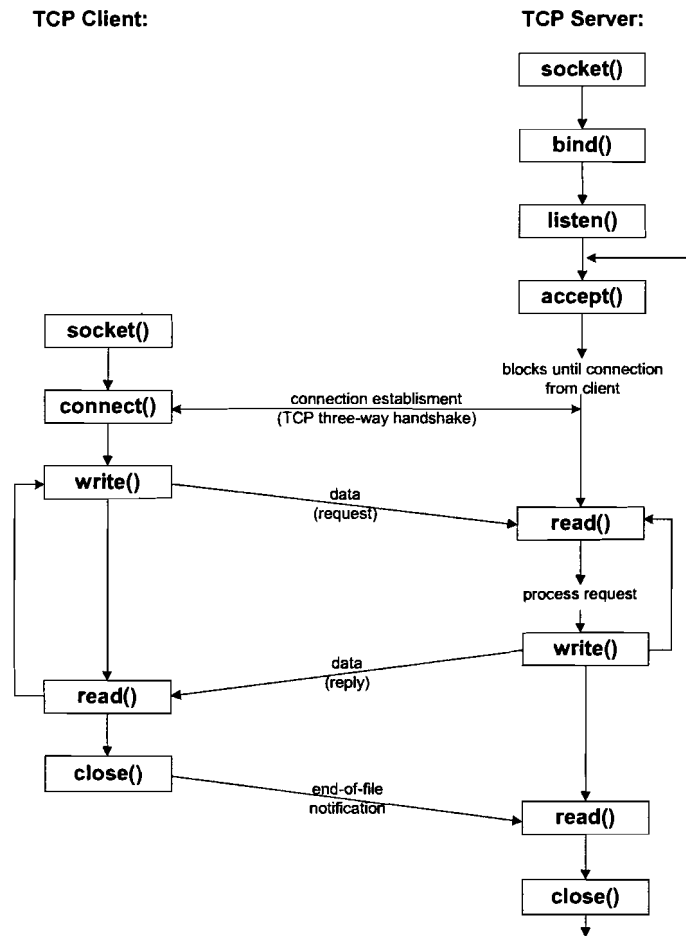 TCP Client:
TCP Server:
socket()
bind()
listen()
accept()
blocks until connection
from client
socket()
connect()
connection establisment
(TCP three-way handshake)
write()
data
(request)
read()
process request
write()
data
(reply)
read()
close()
end-of-file
notification
read()
close()